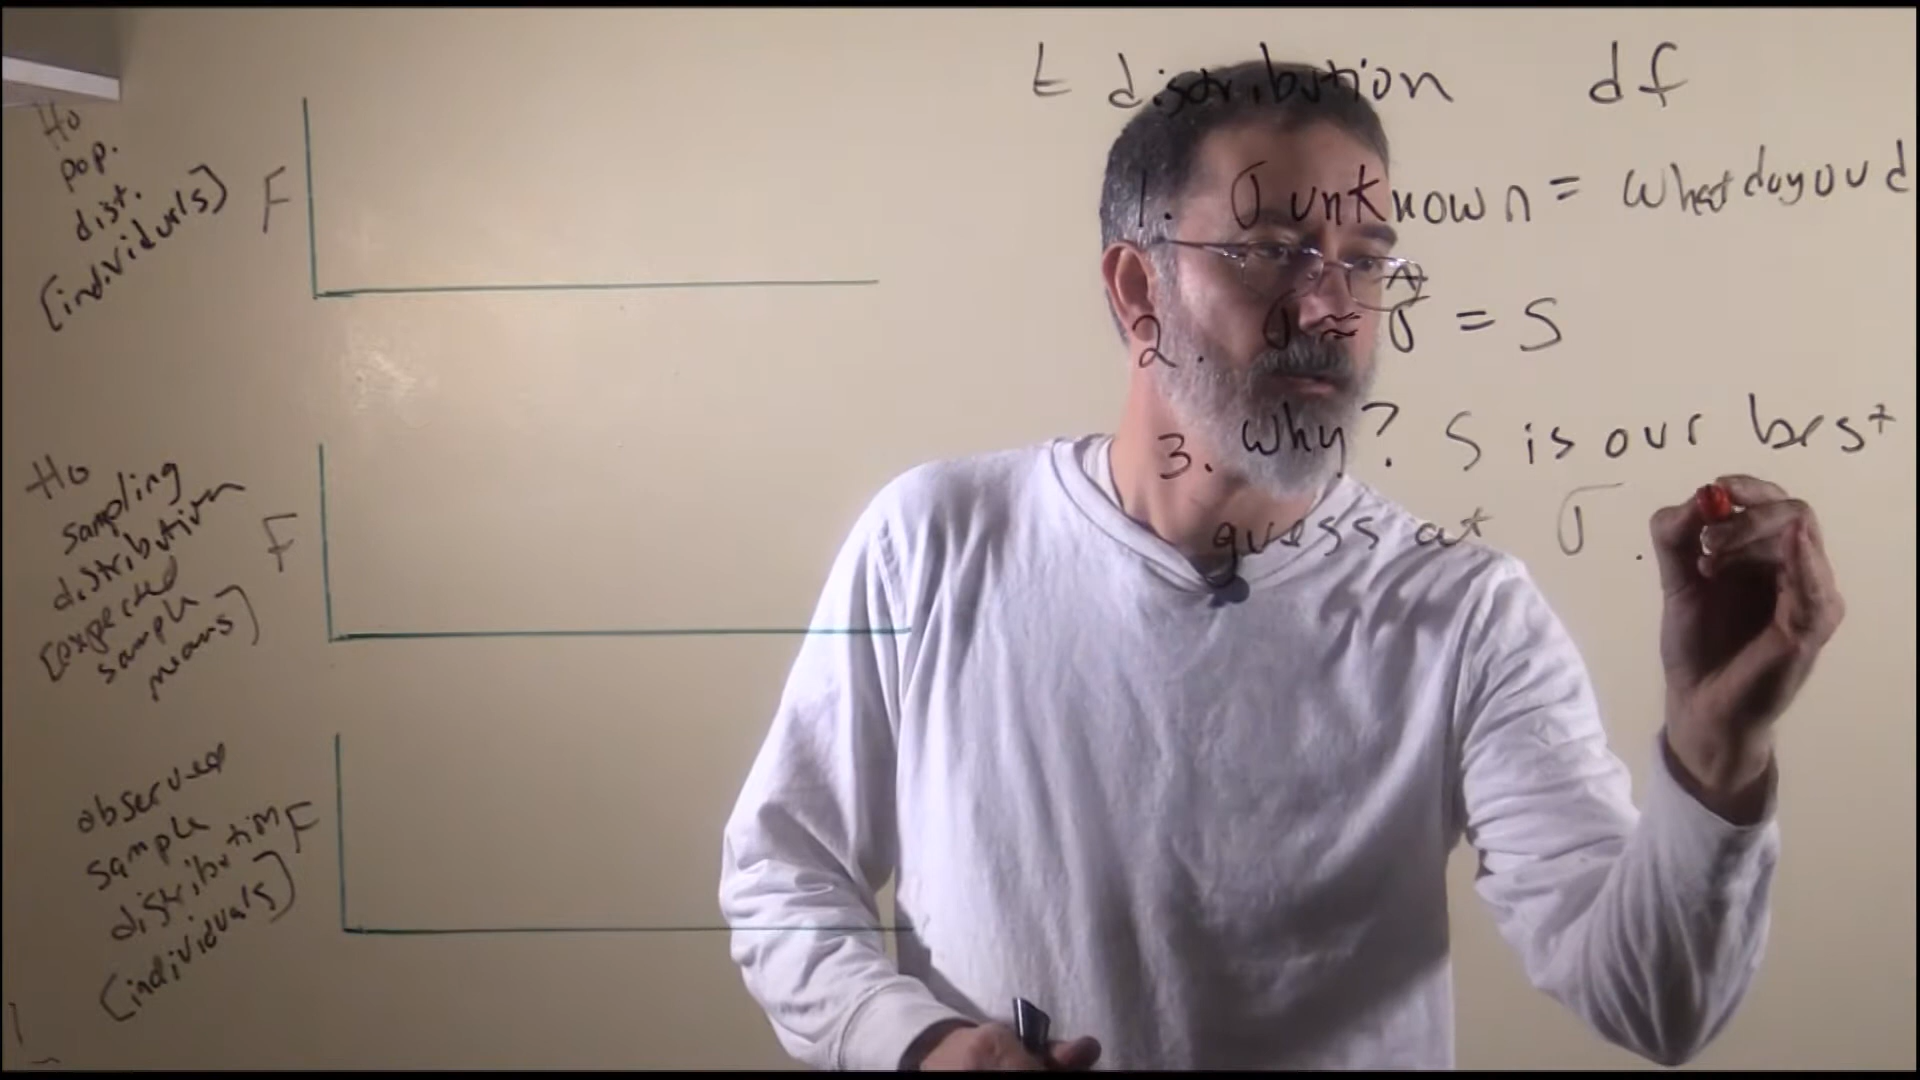 Ho
pop.
dist.
[individuals]
F
Ho
sampling
distribution
[expected
sample
means]
F
observed
sample
distribution
[individuals]
F
t distribution df
1. σ unknown = what do you d
2. σ ≈ σ̂ = S
3. Why? S is our best
guess at σ.